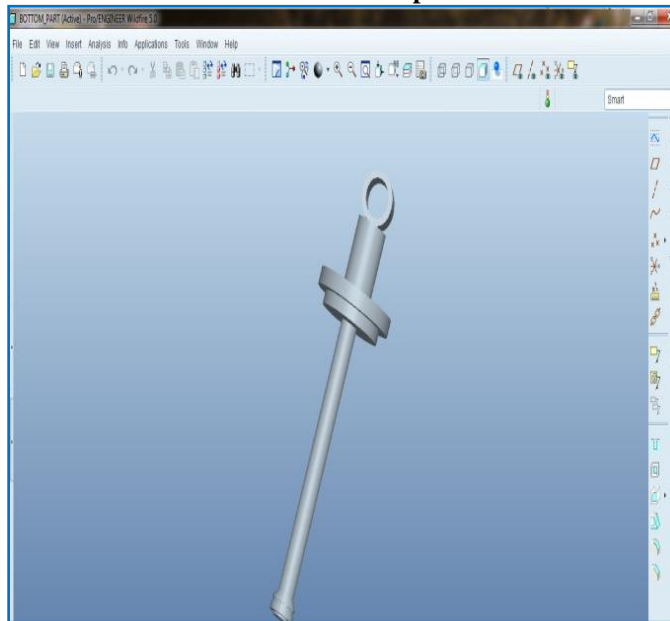 BOTTOM_PART (Active) - Pro/ENGINEER Wildfire 5.0
File Edit View Insert Analysis Info Applications Tools Window Help
Smart